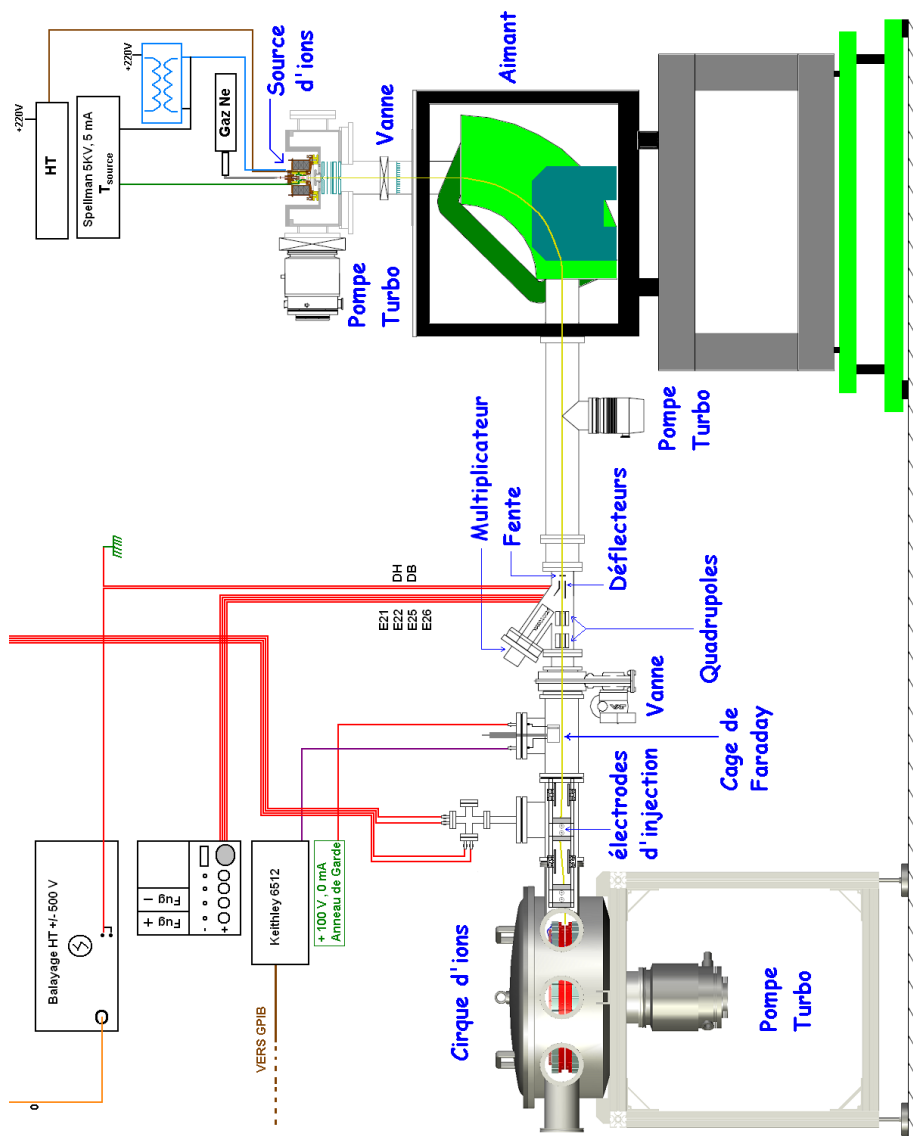 +220V
HT
Spellman 5KV, 5 mA
T source
+220V
Gaz Ne
Source
d'ions
Pompe
Turbo
Vanne
Aimant
Multiplicateur
Fente
Pompe
Turbo
Déflecteurs
DH
DB
E21
E22
E25
E26
Quadrupoles
Vanne
VAT
Cage de
Faraday
électrodes
d'injection
Balayage HT +/- 500 V
0
Fug +
Fug -
- +
Keithley 6512
+ 100 V , 0 mA
Anneau de Garde
VERS GPIB
Cirque d'ions
Pompe
Turbo